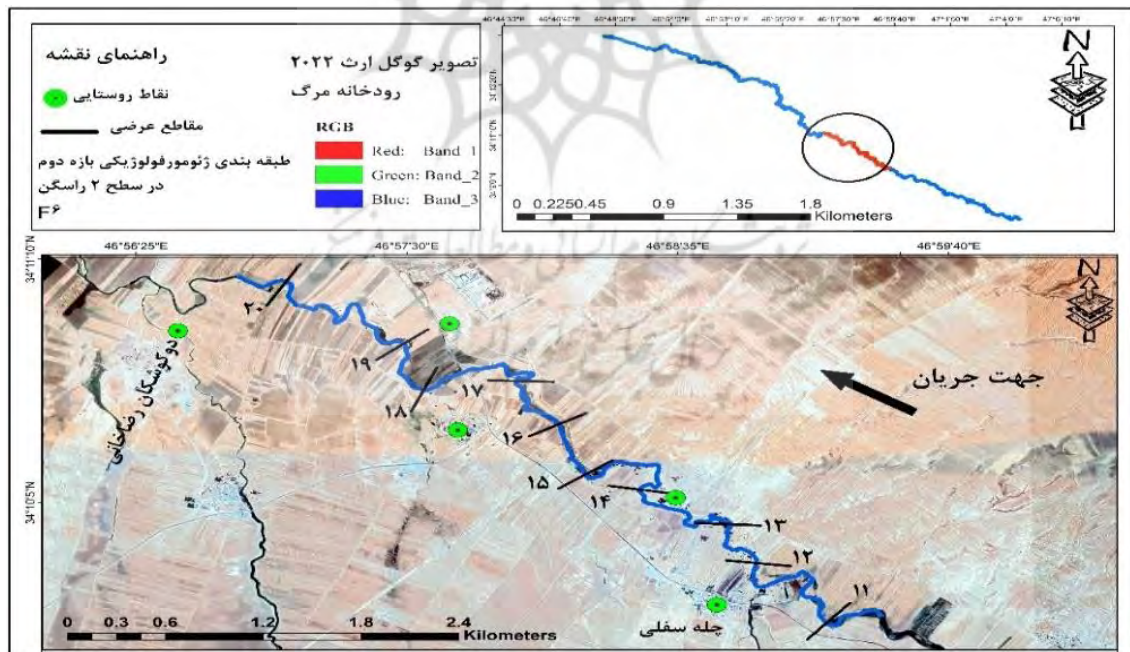 راهنمای نقشه
نقاط روستایی
مقاطع عرضی
طبقه بندی ژئومورفولوژیکی بازه دوم
در سطح ۲ راسگن
F۶
تصویر گوگل ارث ۲۰۲۲
رودخانه مرگ
RGB
Red: Band_1
Green: Band_2
Blue: Band_3
N
0 0.225 0.45 0.9 1.35 1.8
Kilometers
46°56'25"E 46°57'30"E 46°58'35"E 46°59'40"E
34°11'10"N
34°10'5"N
N
جهت جریان
۲۰
۱۹
۱۸
۱۷
۱۶
۱۵
۱۴
۱۳
۱۲
۱۱
دوکوشکان رضاخانی
چله سفلی
0 0.3 0.6 1.2 1.8 2.4
Kilometers